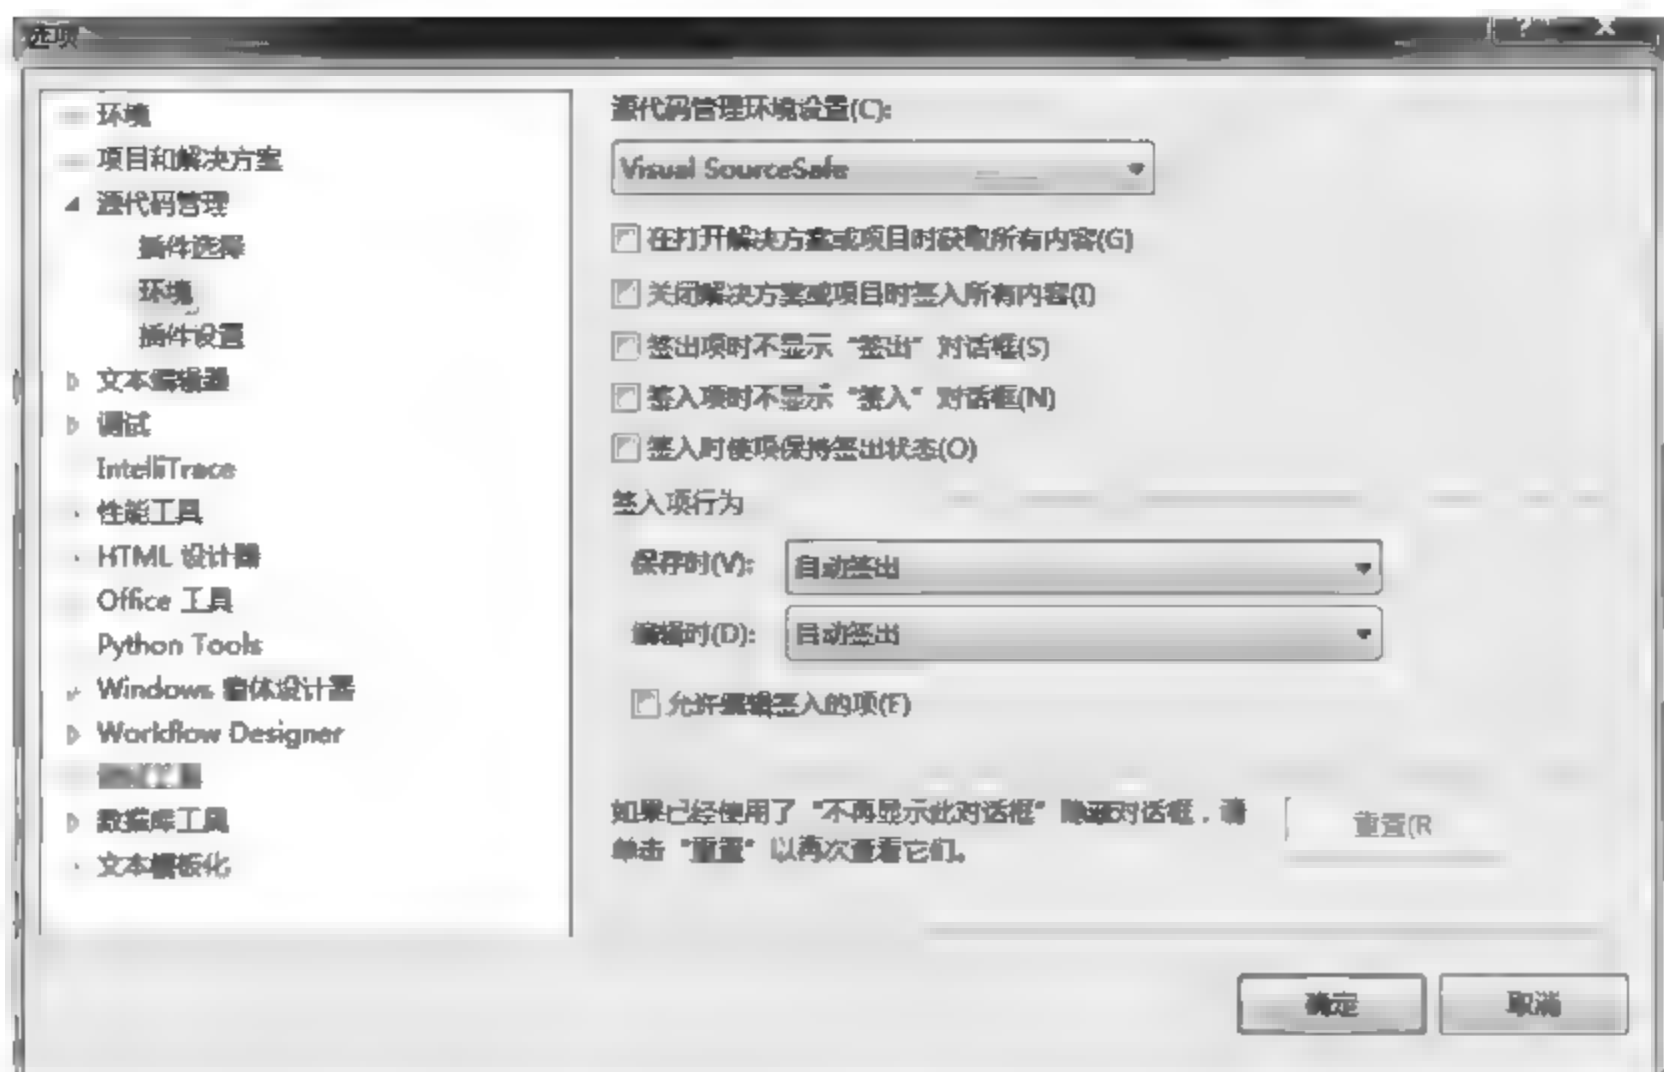 选项
环境
项目和解决方案
源代码管理
插件选择
环境
插件设置
文本编辑器
调试
IntelliTrace
性能工具
HTML 设计器
Office 工具
Python Tools
Windows 窗体设计器
Workflow Designer
数据库工具
文本模板化
源代码管理环境设置(C):
Visual SourceSafe
在打开解决方案或项目时获取所有内容(G)
关闭解决方案或项目时签入所有内容(I)
签出项时不显示“签出”对话框(S)
签入项时不显示“签入”对话框(N)
签入时使项保持签出状态(O)
签入项行为
保存时(V):
自动签出
编辑时(D):
自动签出
允许编辑签入的项(E)
如果已经使用了“不再显示此对话框”隐藏对话框，请
单击“重置”以再次查看它们。
重置(R
确定
取消